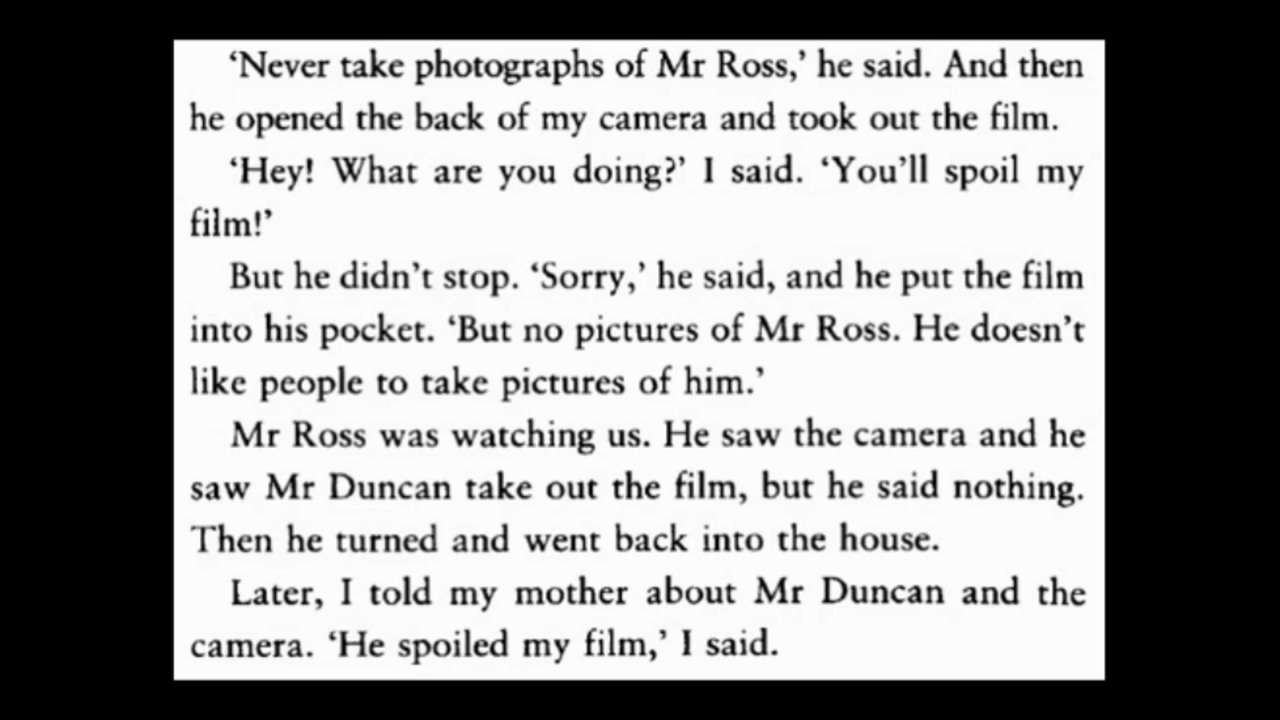 ‘Never take photographs of Mr Ross,’ he said. And then
he opened the back of my camera and took out the film.
‘Hey! What are you doing?’ I said. ‘You’ll spoil my
film!’
But he didn’t stop. ‘Sorry,’ he said, and he put the film
into his pocket. ‘But no pictures of Mr Ross. He doesn’t
like people to take pictures of him.’
Mr Ross was watching us. He saw the camera and he
saw Mr Duncan take out the film, but he said nothing.
Then he turned and went back into the house.
Later, I told my mother about Mr Duncan and the
camera. ‘He spoiled my film,’ I said.